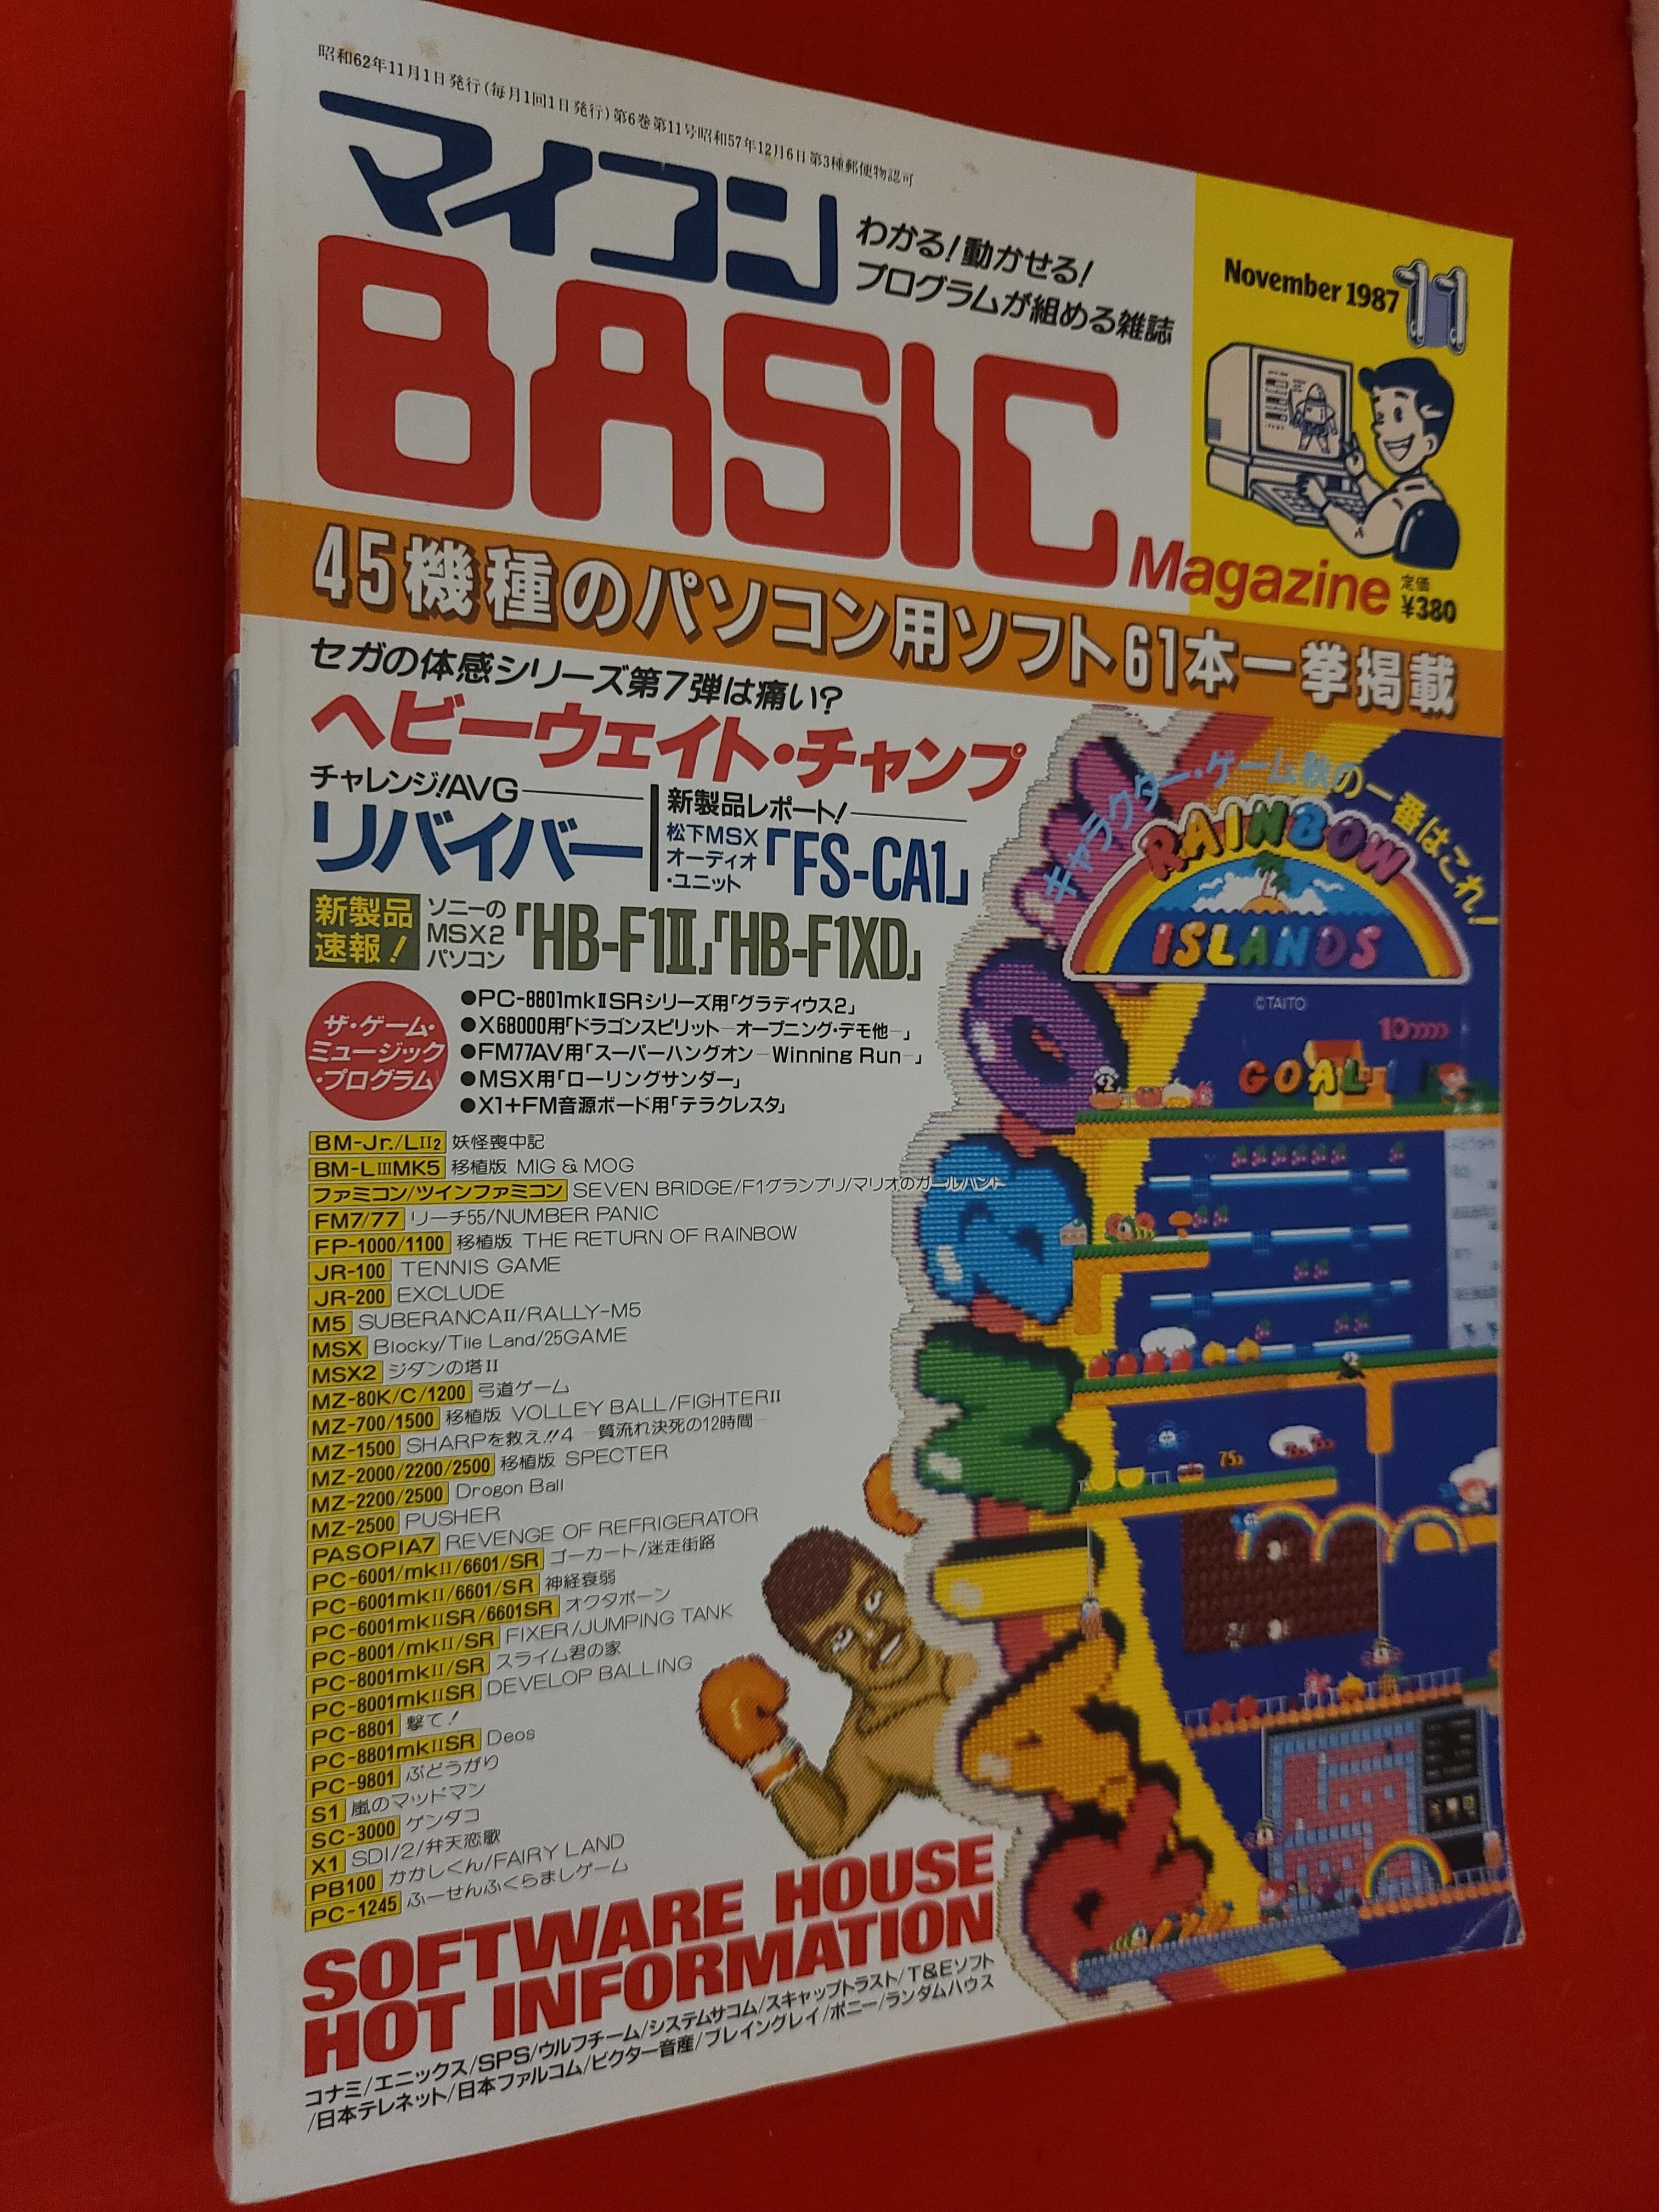 昭和62年11月1日発行(毎月1回1日発行)第6巻第11号昭和57年12月6日第3種郵便物認可
マイコン
BASIC
Magazine
わかる!動かせる!
プログラムが組める雑誌
November 1987 11
定価
¥380
45機種のパソコン用ソフト61本一挙掲載
セガの体感シリーズ第7弾は痛い?
ヘビーウェイト・チャンプ
チャレンジ!AVG
リバイバー
新製品レポート!
松下MSX
オーディオ
・ユニット
「FS-CA1」
新製品
速報!
ソニーの
MSX2
パソコン
「HB-F1II」「HB-F1XD」
ザ・ゲーム・
ミュージック
・プログラム
●PC-8801mkIISRシリーズ用「グラディウス2」
●X68000用「ドラゴンスピリット—オープニング・デモ他—」
●FM77AV用「スーパーハングオン—Winning Run—」
●MSX用「ローリングサンダー」
●X1+FM音源ボード用「テラクレスタ」
BM-Jr./LII2 妖怪喪中記
BM-LIIIMK5 移植版 MIG & MOG
ファミコン/ツインファミコン SEVEN BRIDGE/F1グランプリ/マリオのガールハント
FM7/77 リーチ55/NUMBER PANIC
FP-1000/1100 移植版 THE RETURN OF RAINBOW
JR-100 TENNIS GAME
JR-200 EXCLUDE
M5 SUBERANCAII/RALLY-M5
MSX Blocky/Tile Land/25GAME
MSX2 ジダンの塔II
MZ-80K/C/1200 弓道ゲーム
MZ-700/1500 移植版 VOLLEY BALL/FIGHTERII
MZ-1500 SHARPを救え!!4 —質流れ決死の12時間—
MZ-2000/2200/2500 移植版 SPECTER
MZ-2200/2500 Drogon Ball
MZ-2500 PUSHER
PASOPIA7 REVENGE OF REFRIGERATOR
PC-6001/mkII/6601/SR ゴーカート/迷走街路
PC-6001mkII/6601/SR 神経衰弱
PC-6001mkIISR/6601SR オクタポーン
PC-8001/mkII/SR FIXER/JUMPING TANK
PC-8001mkII/SR スライム君の家
PC-8001mkIISR DEVELOP BALLING
PC-8801 撃て!
PC-8801mkIISR Deos
PC-9801 ぶどうがり
S1 嵐のマッドマン
SC-3000 ゲンダコ
X1 SDI/2/弁天恋歌
PB100 かかしくん/FAIRY LAND
PC-1245 ふーせんふくらましゲーム
SOFTWARE HOUSE
HOT INFORMATION
コナミ/エニックス/SPS/ウルフチーム/システムサコム/スキャップトラスト/T&Eソフト
/日本テレネット/日本ファルコム/ビクター音産/ブレイングレイ/ポニー/ランダムハウス
キャラクター・ゲーム秋の一番はこれ!
RAINBOW
ISLANDS
©TAITO
GOAL